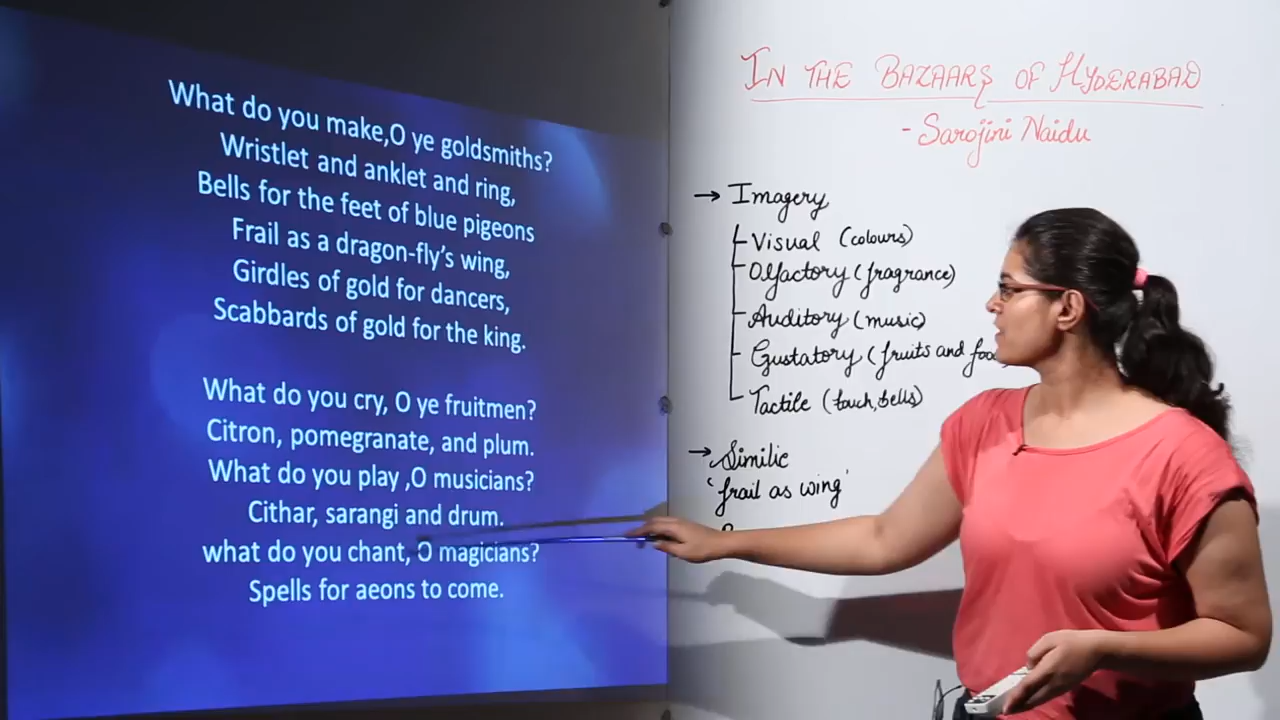 What do you make,O ye goldsmiths?
Wristlet and anklet and ring,
Bells for the feet of blue pigeons
Frail as a dragon-fly's wing,
Girdles of gold for dancers,
Scabbards of gold for the king.
What do you cry, O ye fruitmen?
Citron, pomegranate, and plum.
What do you play ,O musicians?
Cithar, sarangi and drum.
what do you chant, O magicians?
Spells for aeons to come.
IN THE BAZAARS OF HYDERABAD
- Sarojini Naidu
→ Imagery
Visual (colours)
Olfactory (fragrance)
Auditory (music)
Gustatory (fruits and
Tactile (touch, bells)
→ Similie
'frail as wing'